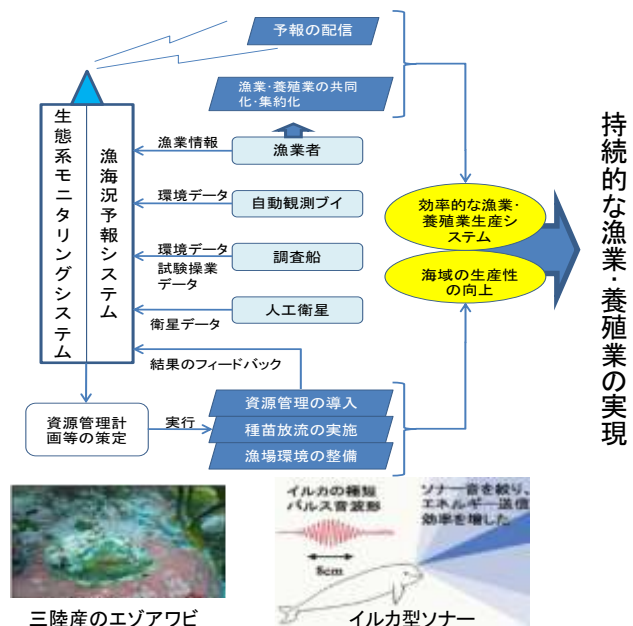 予報の配信
漁業・養殖業の共同
化・集約化
生態系モニタリングシステム
漁海況予報システム
漁業情報
漁業者
環境データ
自動観測ブイ
環境データ
試験操業
データ
調査船
人工衛星
衛星データ
結果のフィードバック
効率的な漁業・
養殖業生産シ
ステム
海域の生産性
の向上
持続的な漁業・養殖業の実現
資源管理計
画等の策定
実行
資源管理の導入
種苗放流の実施
漁場環境の整備
イルカの種短
パルス音波形
8cm
ソナー音を絞り、
エネルギー送信
効率を増した
三陸産のエゾアワビ
イルカ型ソナー